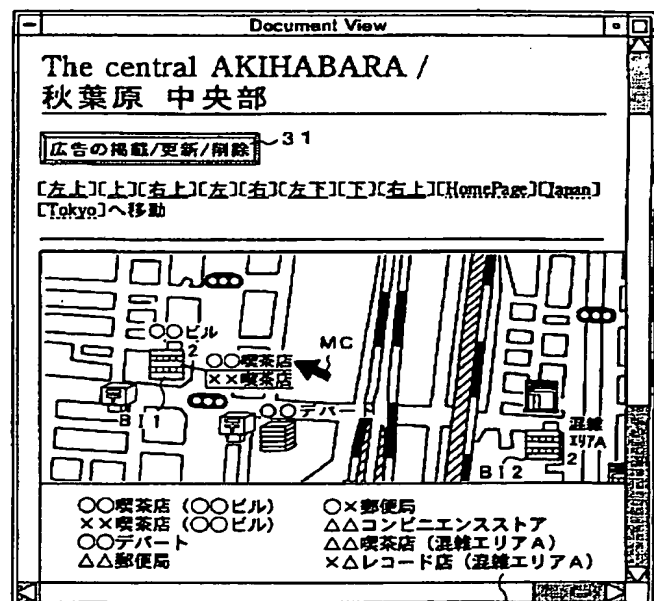 Document View
The central AKIHABARA /
秋葉原 中央部
広告の掲載/更新/削除
31
[左上][上][右上][左][右][左下][下][右上][HomePage][Japan]
[Tokyo]へ移動
○○ビル
2
MC
○○喫茶店
××喫茶店
BI1
○○デパート
混雑
エリアA
2
BI2
○○喫茶店 (○○ビル)
××喫茶店 (○○ビル)
○○デパート
△△郵便局
○×郵便局
△△コンビニエンスストア
△△喫茶店 (混雑エリアA)
×△レコード店 (混雑エリアA)